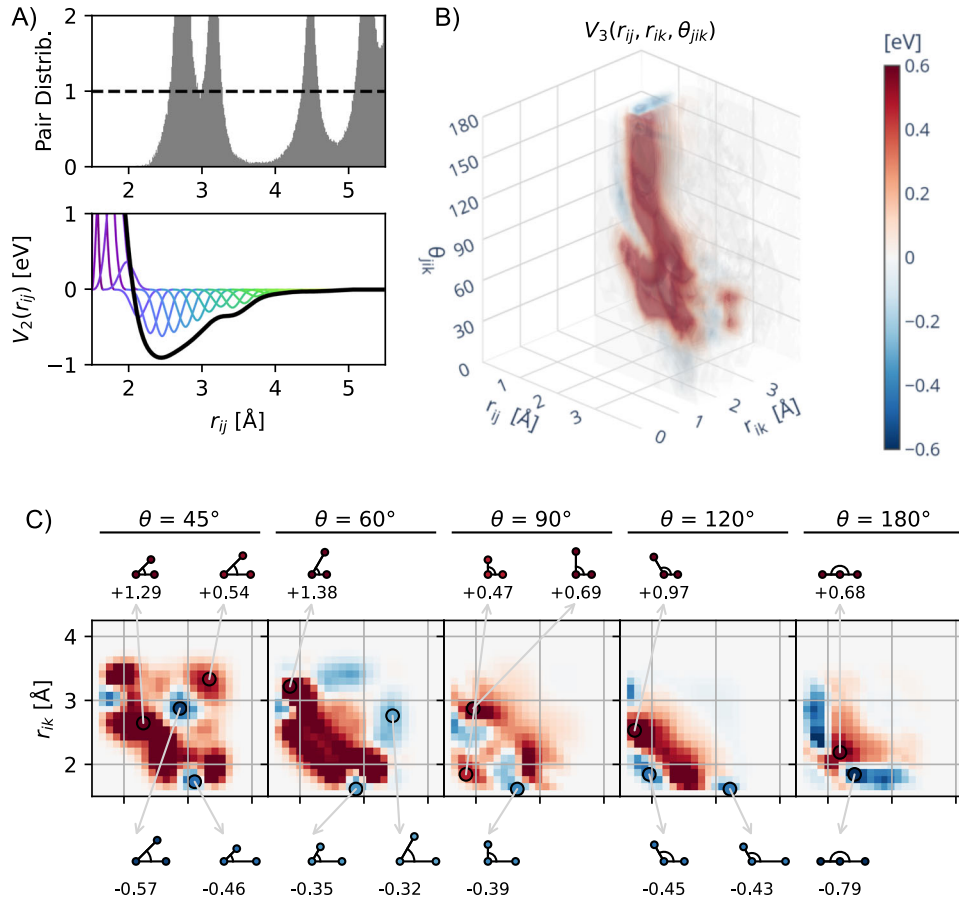 A)
Pair Distrib.
2
1
0
2 3 4 5
V2(rij) [eV]
1
0
−1
2 3 4 5
rij [Å]
B)
V3(rij, rik, θjik)
[eV]
0.6
0.4
0.2
0
−0.2
−0.4
−0.6
θjik
180
150
120
90
60
30
0
1
2
3
rij [Å]
0
1
2
3
rik [Å]
C)
θ = 45° θ = 60° θ = 90° θ = 120° θ = 180°
+1.29 +0.54 +1.38 +0.47 +0.69 +0.97 +0.68
rik [Å]
4
3
2
-0.57 -0.46 -0.35 -0.32 -0.39 -0.45 -0.43 -0.79